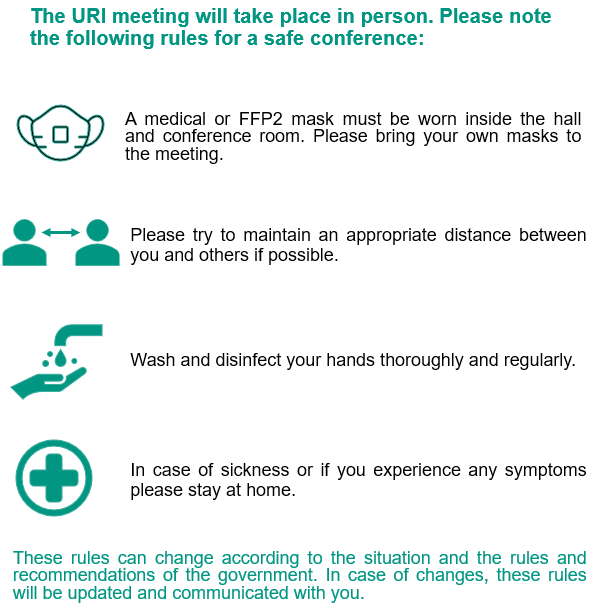 The URI meeting will take place in person. Please note
the following rules for a safe conference:
A medical or FFP2 mask must be worn inside the hall
and conference room. Please bring your own masks to
the meeting.
Please try to maintain an appropriate distance between
you and others if possible.
Wash and disinfect your hands thoroughly and regularly.
In case of sickness or if you experience any symptoms
please stay at home.
These rules can change according to the situation and the rules and
recommendations of the government. In case of changes, these rules
will be updated and communicated with you.